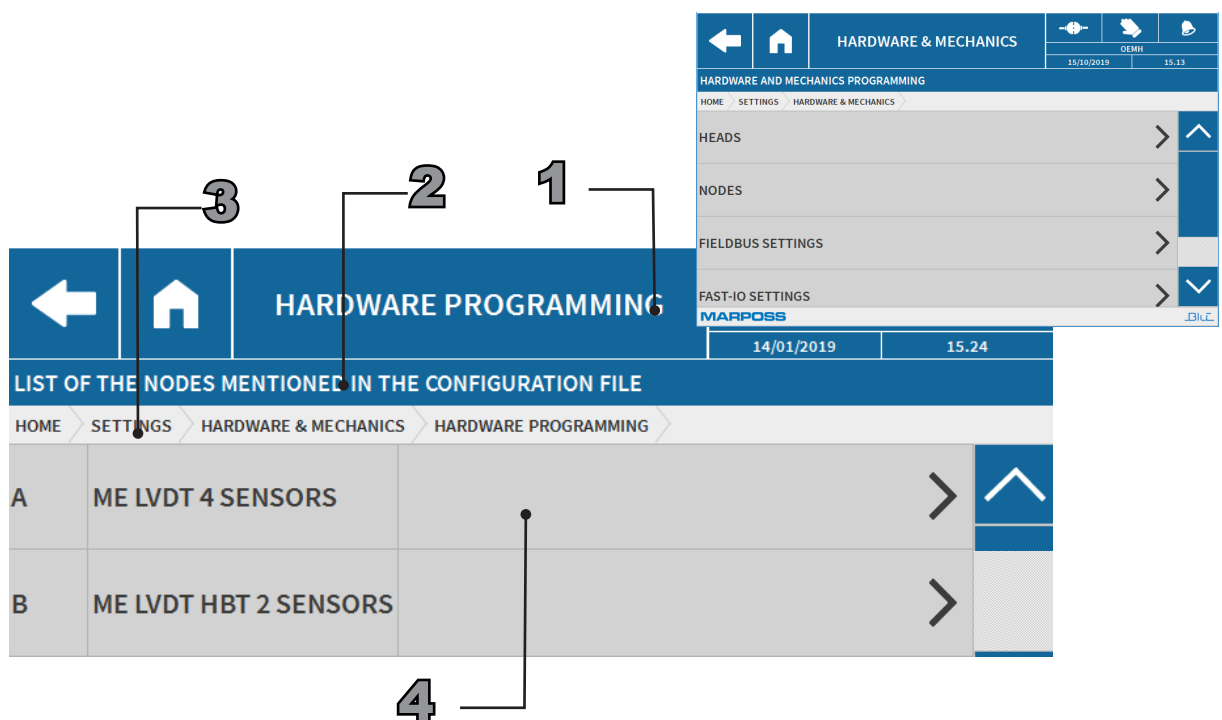 HARDWARE & MECHANICS
OEMH
15/10/2019 15.13
HARDWARE AND MECHANICS PROGRAMMING
HOME SETTINGS HARDWARE & MECHANICS
HEADS
NODES
FIELDBUS SETTINGS
FAST-IO SETTINGS
MARPOSS BLÚ
1
2
3
HARDWARE PROGRAMMING
14/01/2019 15.24
LIST OF THE NODES MENTIONED IN THE CONFIGURATION FILE
HOME SETTINGS HARDWARE & MECHANICS HARDWARE PROGRAMMING
A ME LVDT 4 SENSORS
B ME LVDT HBT 2 SENSORS
4